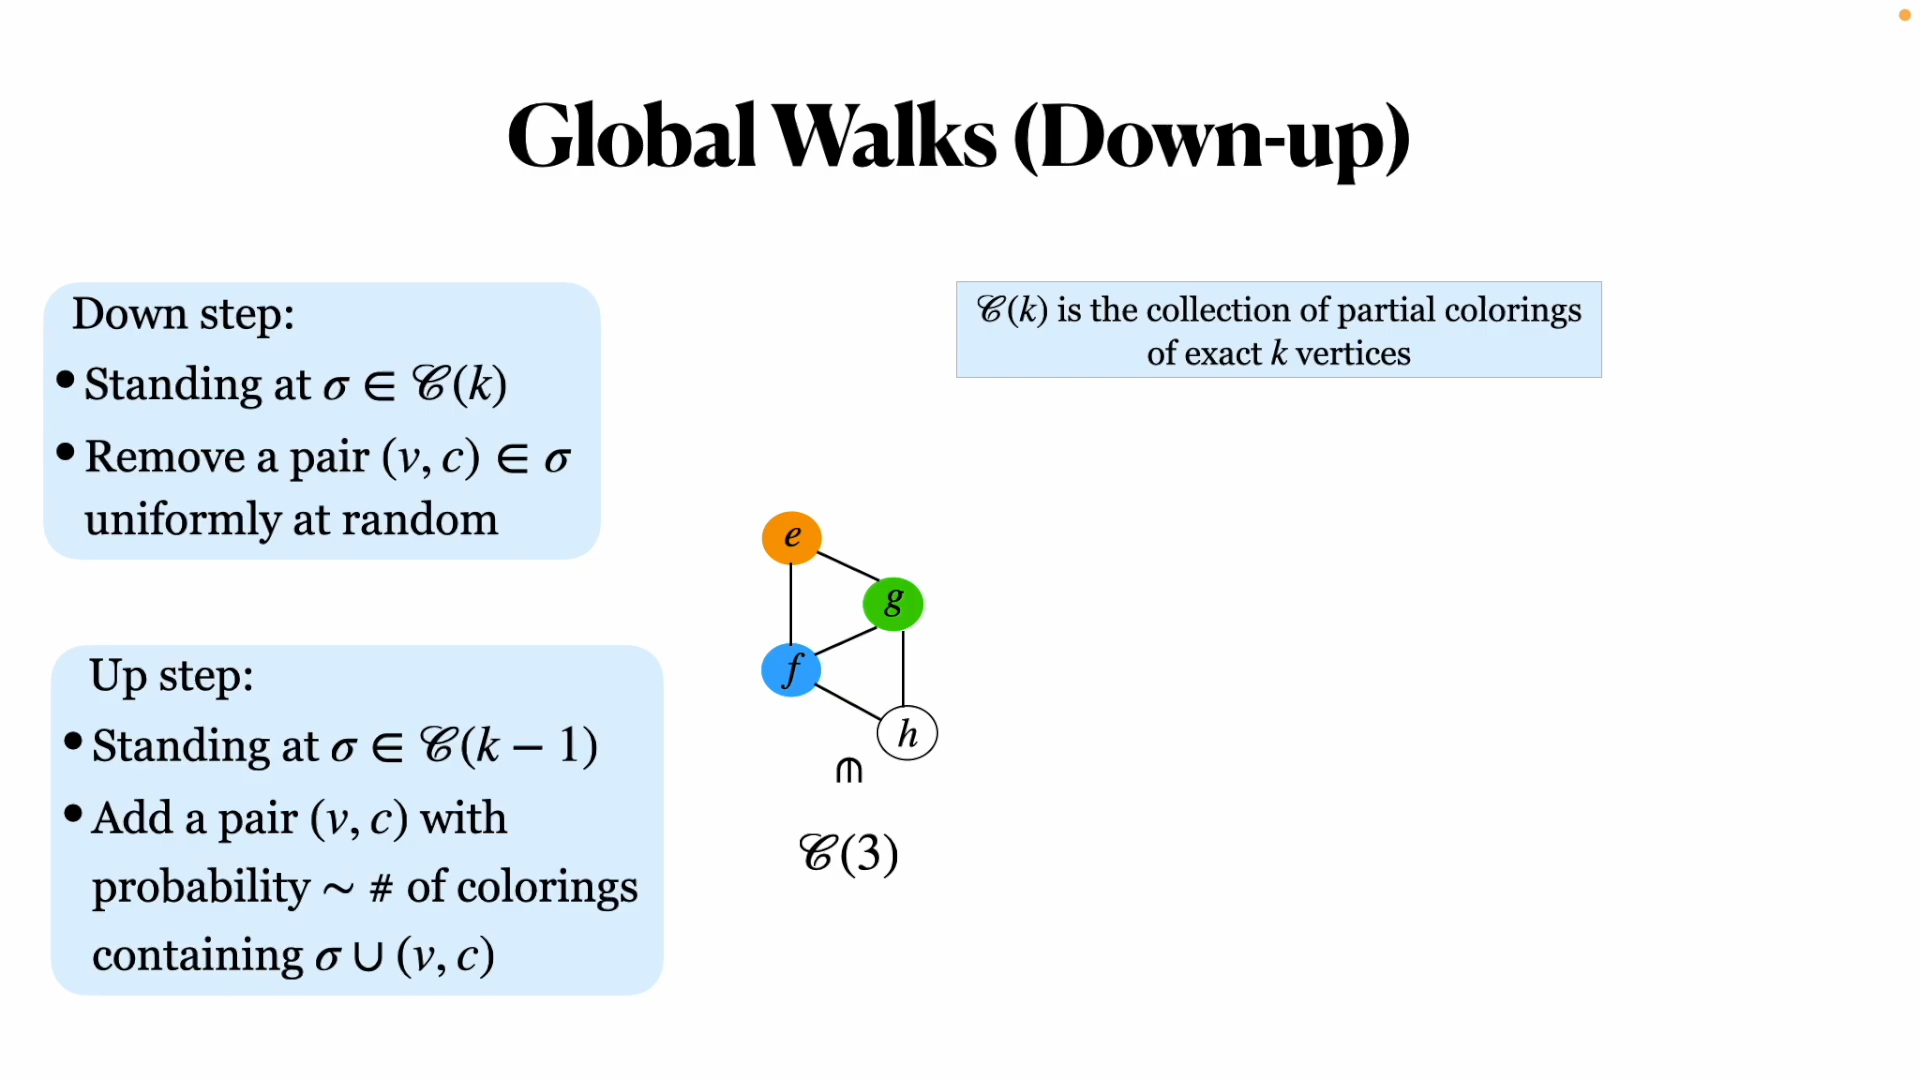 Global Walks (Down-up)
Down step:
• Standing at σ ∈ 𝒞(k)
• Remove a pair (v, c) ∈ σ
uniformly at random
𝒞(k) is the collection of partial colorings
of exact k vertices
Up step:
• Standing at σ ∈ 𝒞(k − 1)
• Add a pair (v, c) with
probability ~ # of colorings
containing σ ∪ (v, c)
e
g
f
h
∈
𝒞(3)